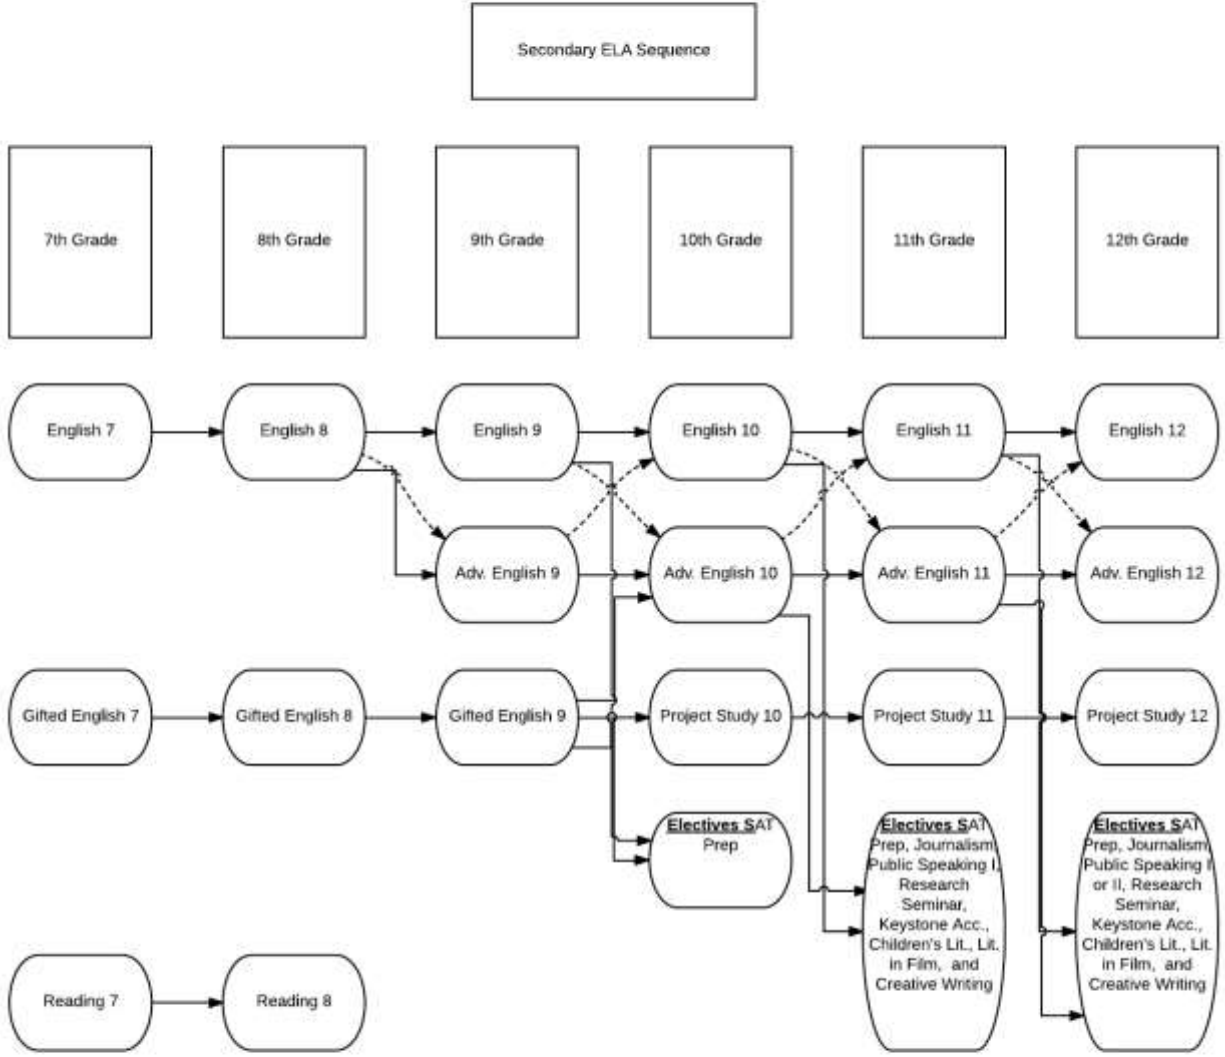 Secondary ELA Sequence
7th Grade
8th Grade
9th Grade
10th Grade
11th Grade
12th Grade
English 7
English 8
English 9
English 10
English 11
English 12
Adv. English 9
Adv. English 10
Adv. English 11
Adv. English 12
Gifted English 7
Gifted English 8
Gifted English 9
Project Study 10
Project Study 11
Project Study 12
Electives SAT
Prep
Electives SAT
Prep, Journalism,
Public Speaking I,
Research
Seminar,
Keystone Acc.,
Children's Lit., Lit.
in Film, and
Creative Writing
Electives SAT
Prep, Journalism,
Public Speaking I
or II, Research
Seminar,
Keystone Acc.,
Children's Lit., Lit.
in Film, and
Creative Writing
Reading 7
Reading 8